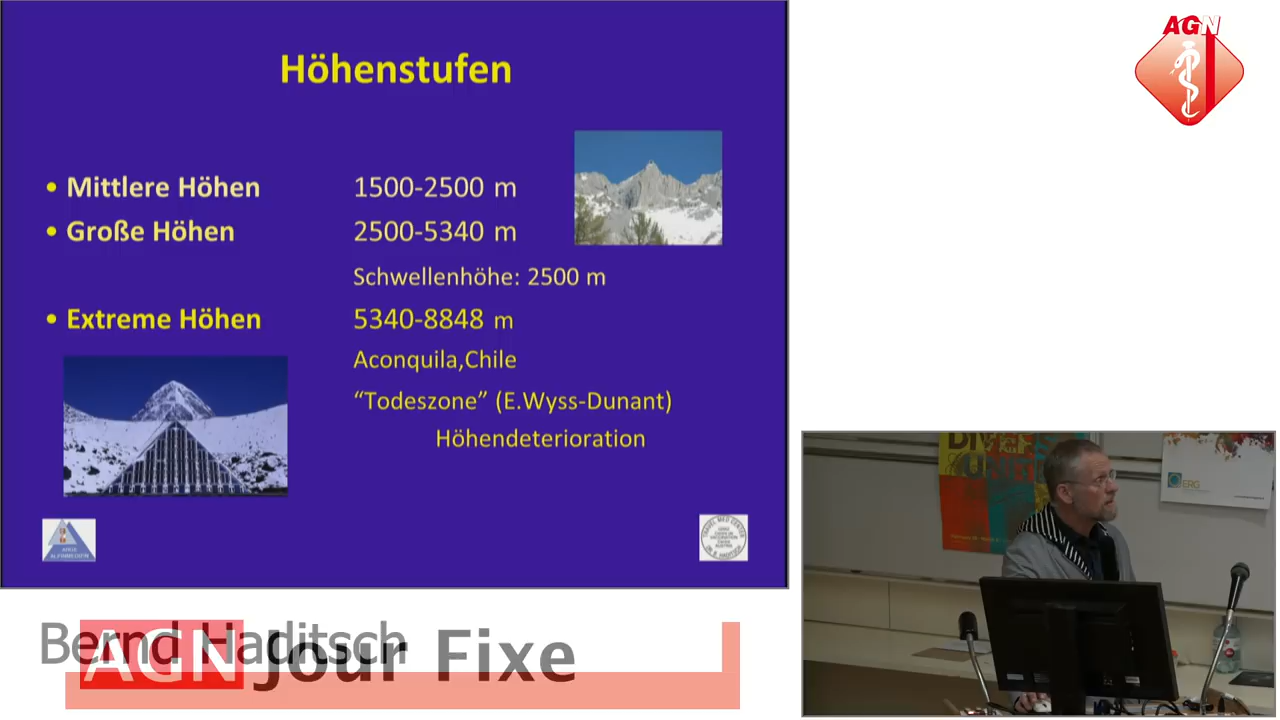 Höhenstufen
• Mittlere Höhen 1500-2500 m
• Große Höhen 2500-5340 m
Schwellenhöhe: 2500 m
• Extreme Höhen 5340-8848 m
Aconquila,Chile
“Todeszone” (E.Wyss-Dunant)
Höhendeterioration
AGN
ERG
Bernd Haditsch
AGN Jour Fixe